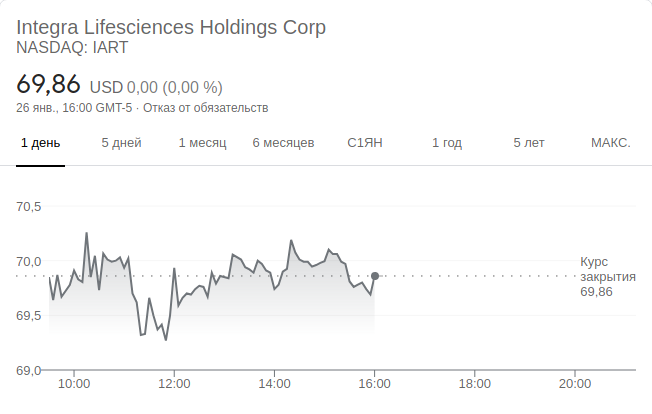 Integra Lifesciences Holdings Corp
NASDAQ: IART
69,86 USD 0,00 (0,00 %)
26 янв., 16:00 GMT-5 · Отказ от обязательств
1 день 5 дней 1 месяц 6 месяцев С1ЯН 1 год 5 лет МАКС.
70,5
70,0
69,5
69,0
Курс
закрытия
69,86
10:00 12:00 14:00 16:00 18:00 20:00